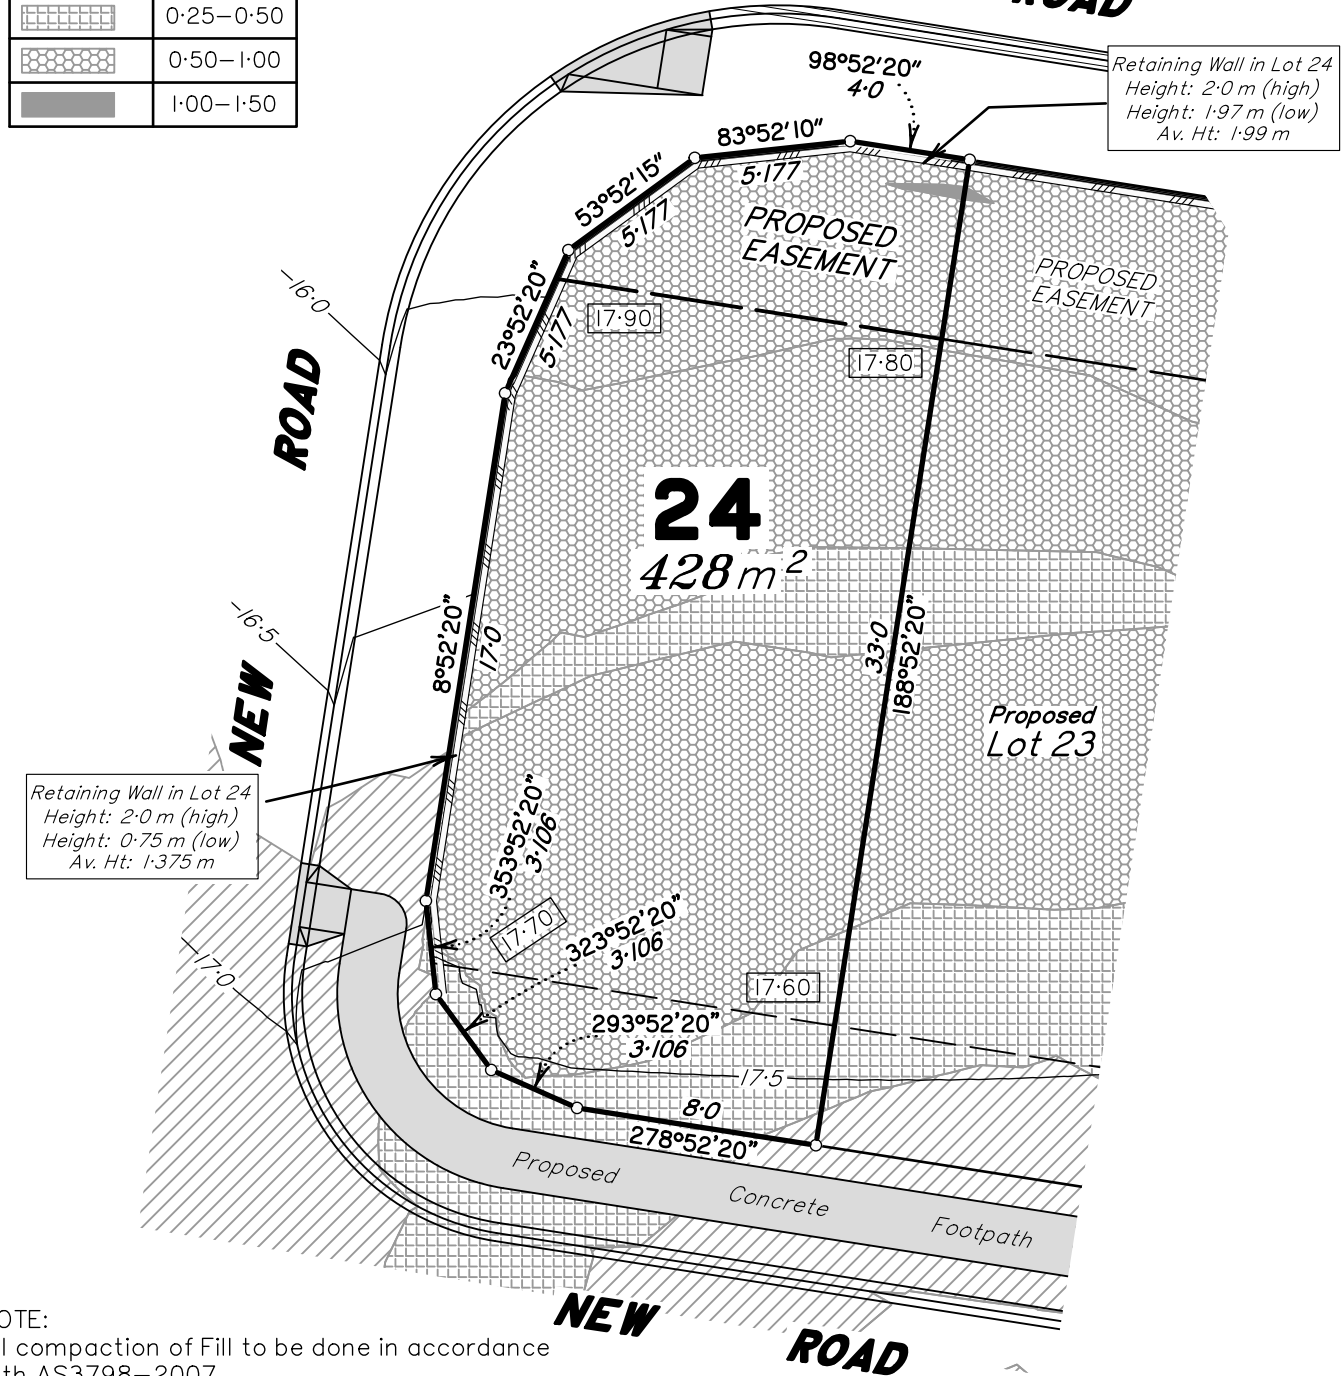 0·25–0·50
0·50–1·00
1·00–1·50
ROAD
98°52'20"
4·0
Retaining Wall in Lot 24
Height: 2·0 m (high)
Height: 1·97 m (low)
Av. Ht: 1·99 m
83°52'10"
5·177
53°52'15"
5·177
PROPOSED
EASEMENT
PROPOSED
EASEMENT
23°52'20"
5·177
17·90
17·80
16·0
ROAD
24
428 m²
8°52'20"
17·0
33·0
188°52'20"
16·5
NEW
Proposed
Lot 23
Retaining Wall in Lot 24
Height: 2·0 m (high)
Height: 0·75 m (low)
Av. Ht: 1·375 m
353°52'20"
3·106
17·70
323°52'20"
3·106
17·0
17·60
293°52'20"
3·106
17·5
8·0
278°52'20"
Proposed Concrete Footpath
NEW ROAD
OTE:
l compaction of Fill to be done in accordance
th AS3798–2007